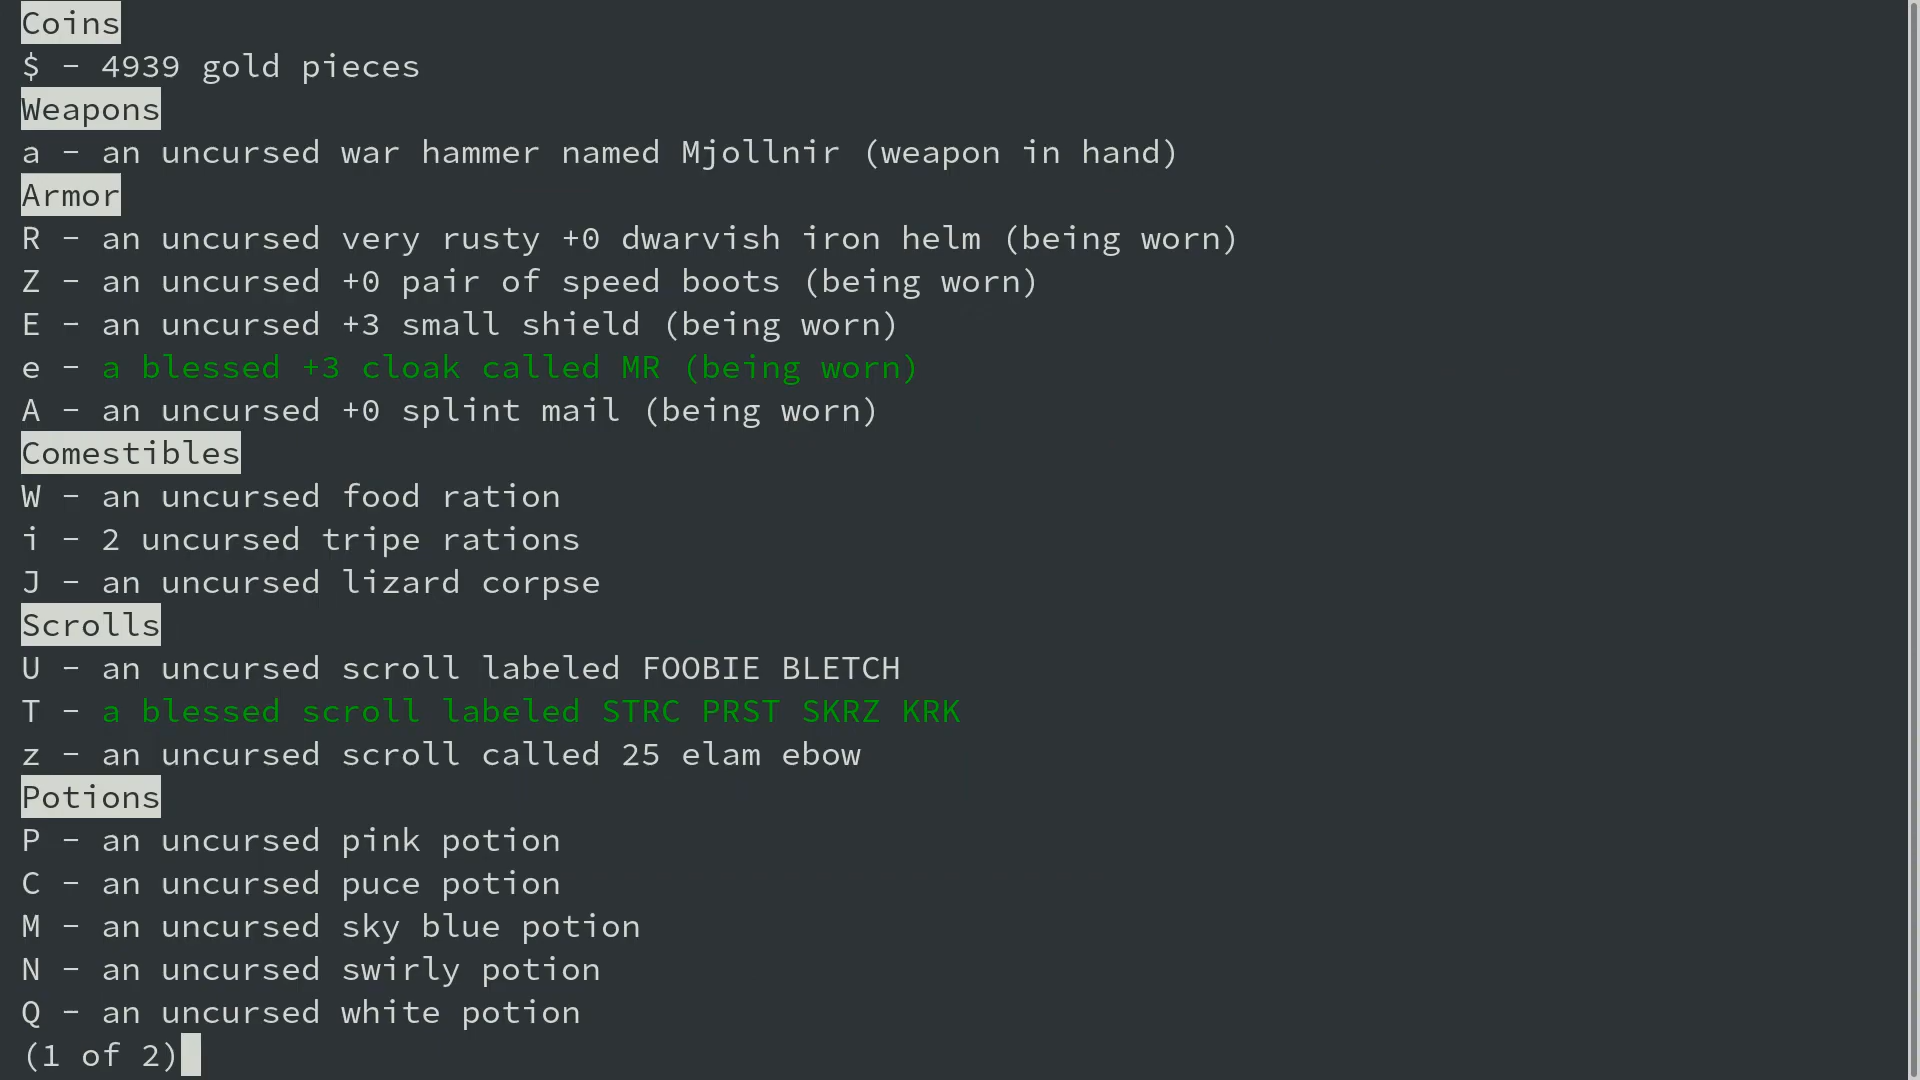 Coins
$ - 4939 gold pieces
Weapons
a - an uncursed war hammer named Mjollnir (weapon in hand)
Armor
R - an uncursed very rusty +0 dwarvish iron helm (being worn)
Z - an uncursed +0 pair of speed boots (being worn)
E - an uncursed +3 small shield (being worn)
e - a blessed +3 cloak called MR (being worn)
A - an uncursed +0 splint mail (being worn)
Comestibles
W - an uncursed food ration
i - 2 uncursed tripe rations
J - an uncursed lizard corpse
Scrolls
U - an uncursed scroll labeled FOOBIE BLETCH
T - a blessed scroll labeled STRC PRST SKRZ KRK
z - an uncursed scroll called 25 elam ebow
Potions
P - an uncursed pink potion
C - an uncursed puce potion
M - an uncursed sky blue potion
N - an uncursed swirly potion
Q - an uncursed white potion
(1 of 2)